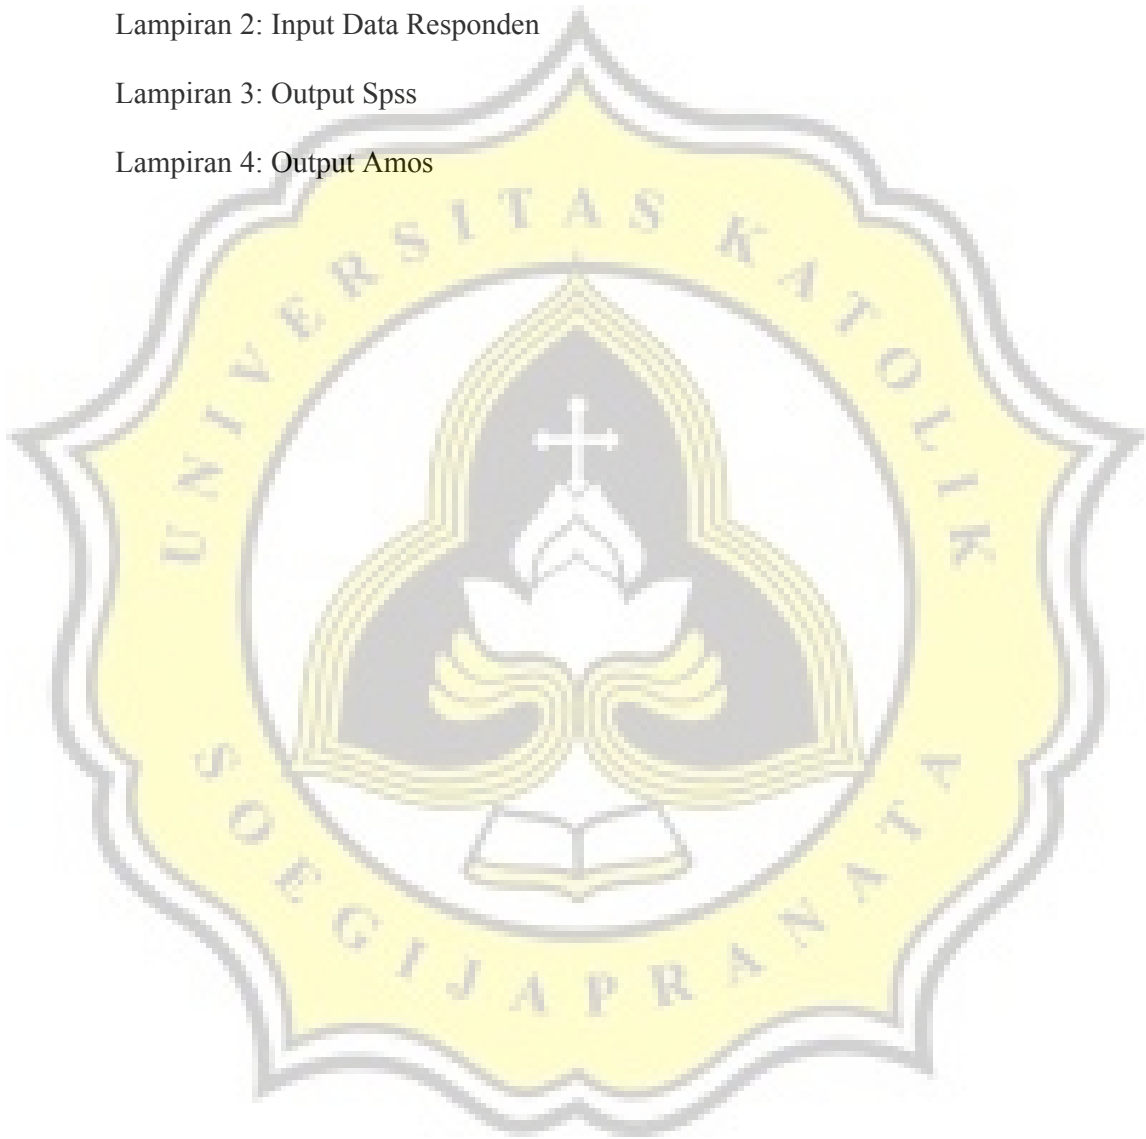 Lampiran 2: Input Data Responden
Lampiran 3: Output Spss
Lampiran 4: Output Amos
UNIVERSITAS KATOLIK
SOEGIJAPRANATA